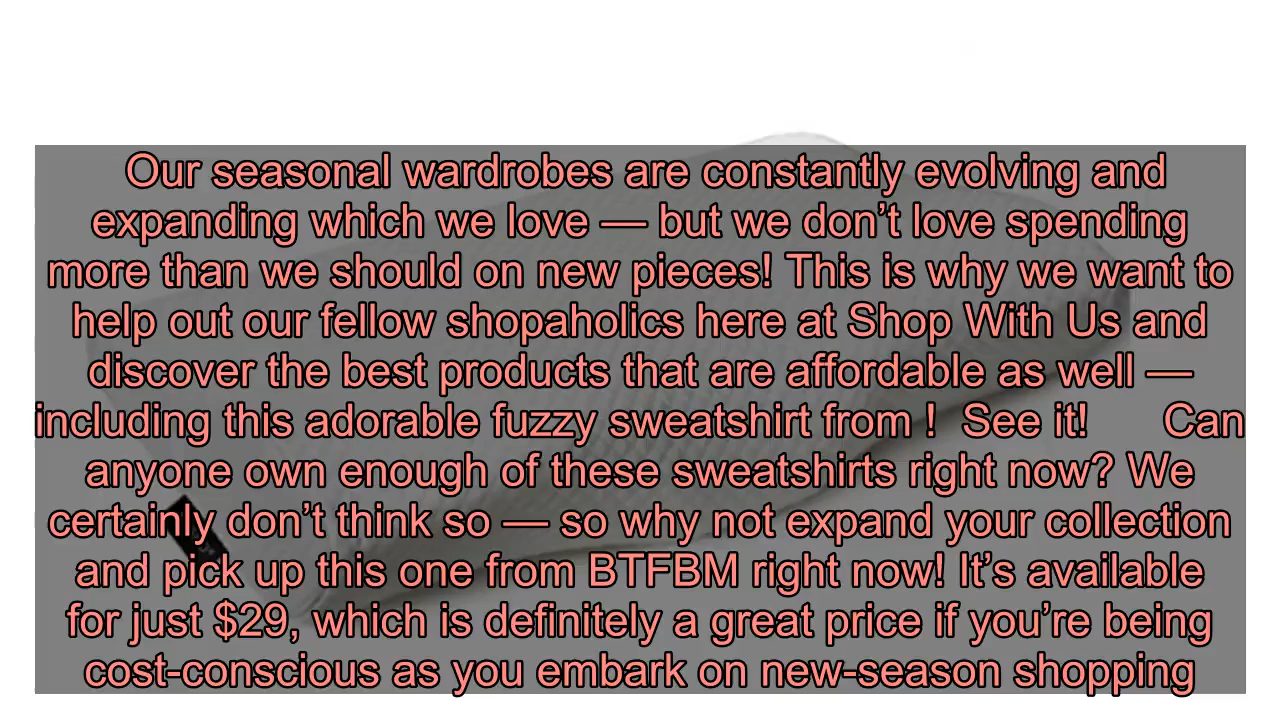 Our seasonal wardrobes are constantly evolving and
expanding which we love — but we don’t love spending
more than we should on new pieces! This is why we want to
help out our fellow shopaholics here at Shop With Us and
discover the best products that are affordable as well —
including this adorable fuzzy sweatshirt from !  See it!      Can
anyone own enough of these sweatshirts right now? We
certainly don’t think so — so why not expand your collection
and pick up this one from BTFBM right now! It’s available
for just $29, which is definitely a great price if you’re being
cost-conscious as you embark on new-season shopping